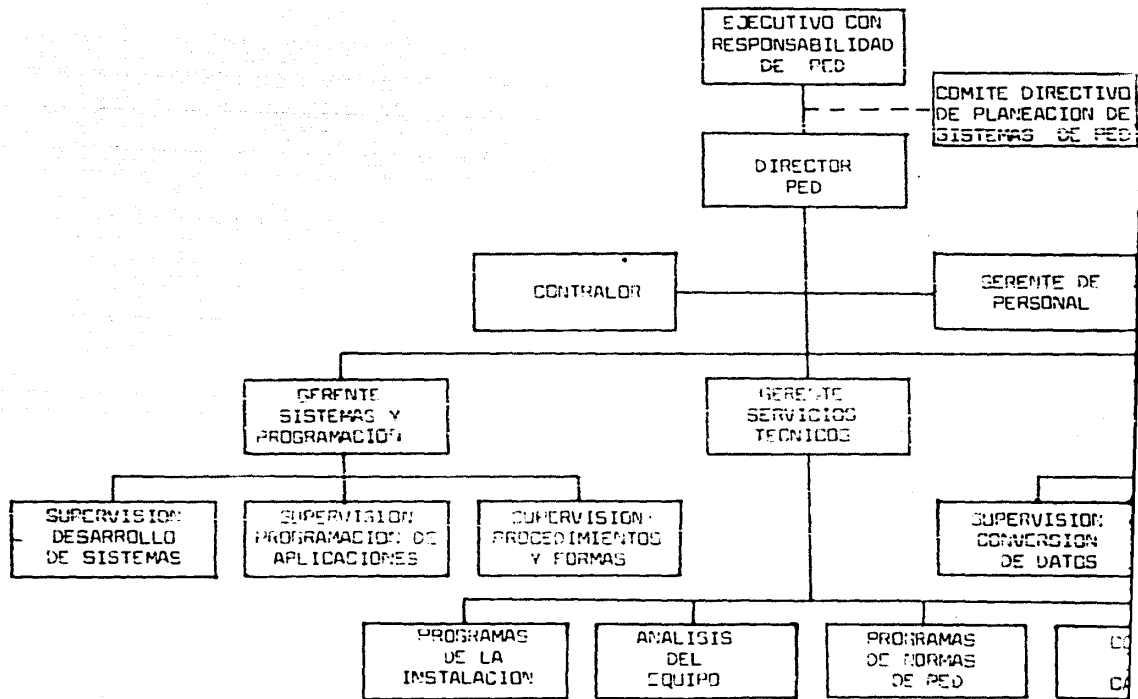 EJECUTIVO CON
RESPONSABILIDAD
DE PED
COMITE DIRECTIVO
DE PLANEACION DE
SISTEMAS DE PED
DIRECTOR
PED
CONTRALOR
GERENTE DE
PERSONAL
GERENTE
SISTEMAS Y
PROGRAMACION
GERENTE
SERVICIOS
TECNICOS
SUPERVISION
DESARROLLO
DE SISTEMAS
SUPERVISION
PROGRAMACION DE
APLICACIONES
SUPERVISION
PROCEDIMIENTOS
Y FORMAS
SUPERVISION
CONVERSION
DE DATOS
PROGRAMAS
DE LA
INSTALACION
ANALISIS
DEL
EQUIPO
PROGRAMAS
DE NORMAS
DE PED